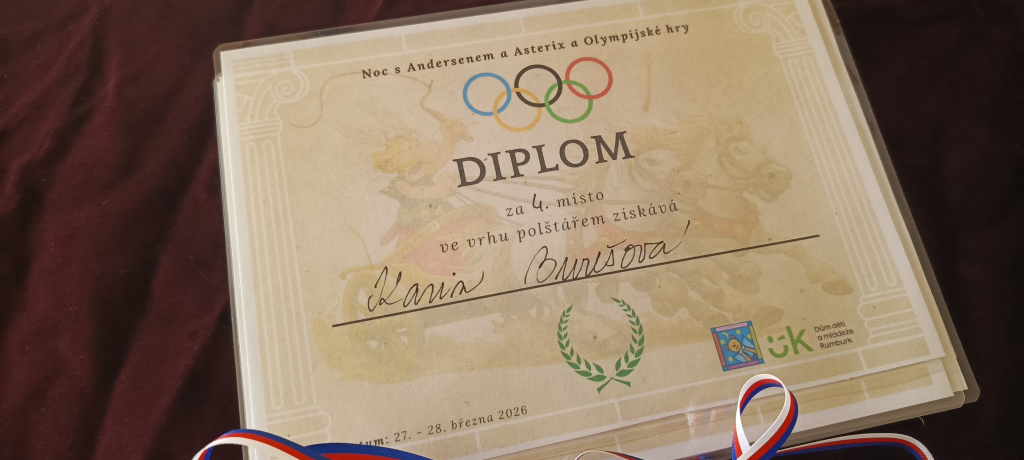 Noc s Andersenem a Asterix a Olympijské hry
DIPLOM
za 4. místo
ve vrhu polštářem získává
Karin Burešová
ük
Dům dětí
a mládeže
Rumburk
27. - 28. března 2026